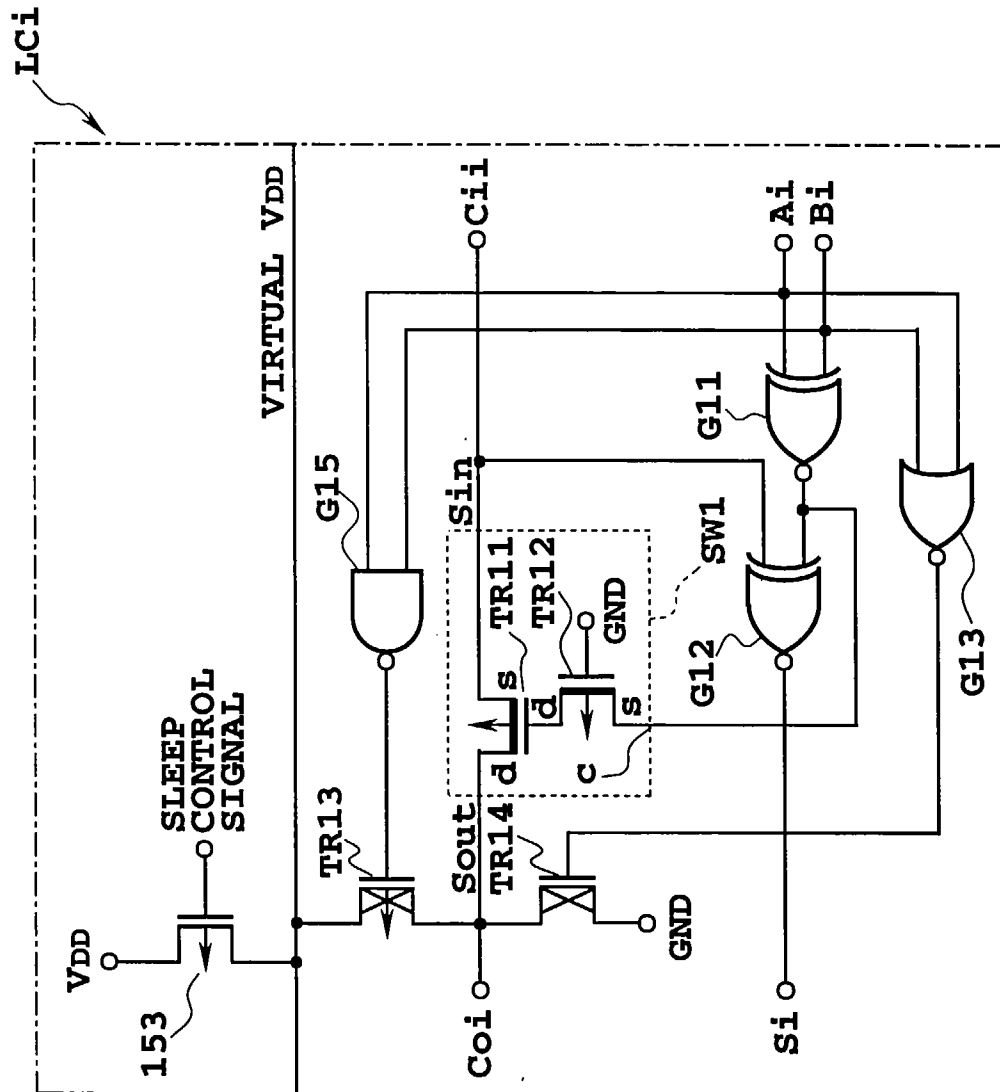 LCi
VDD
SLEEP
CONTROL
SIGNAL
153
VIRTUAL VDD
TR13
G15
Coi
Sout
Sin
Cii
d
s
TR11
TR12
d
GND
c
s
TR14
SW1
GND
G11
Ai
Bi
G12
Si
G13